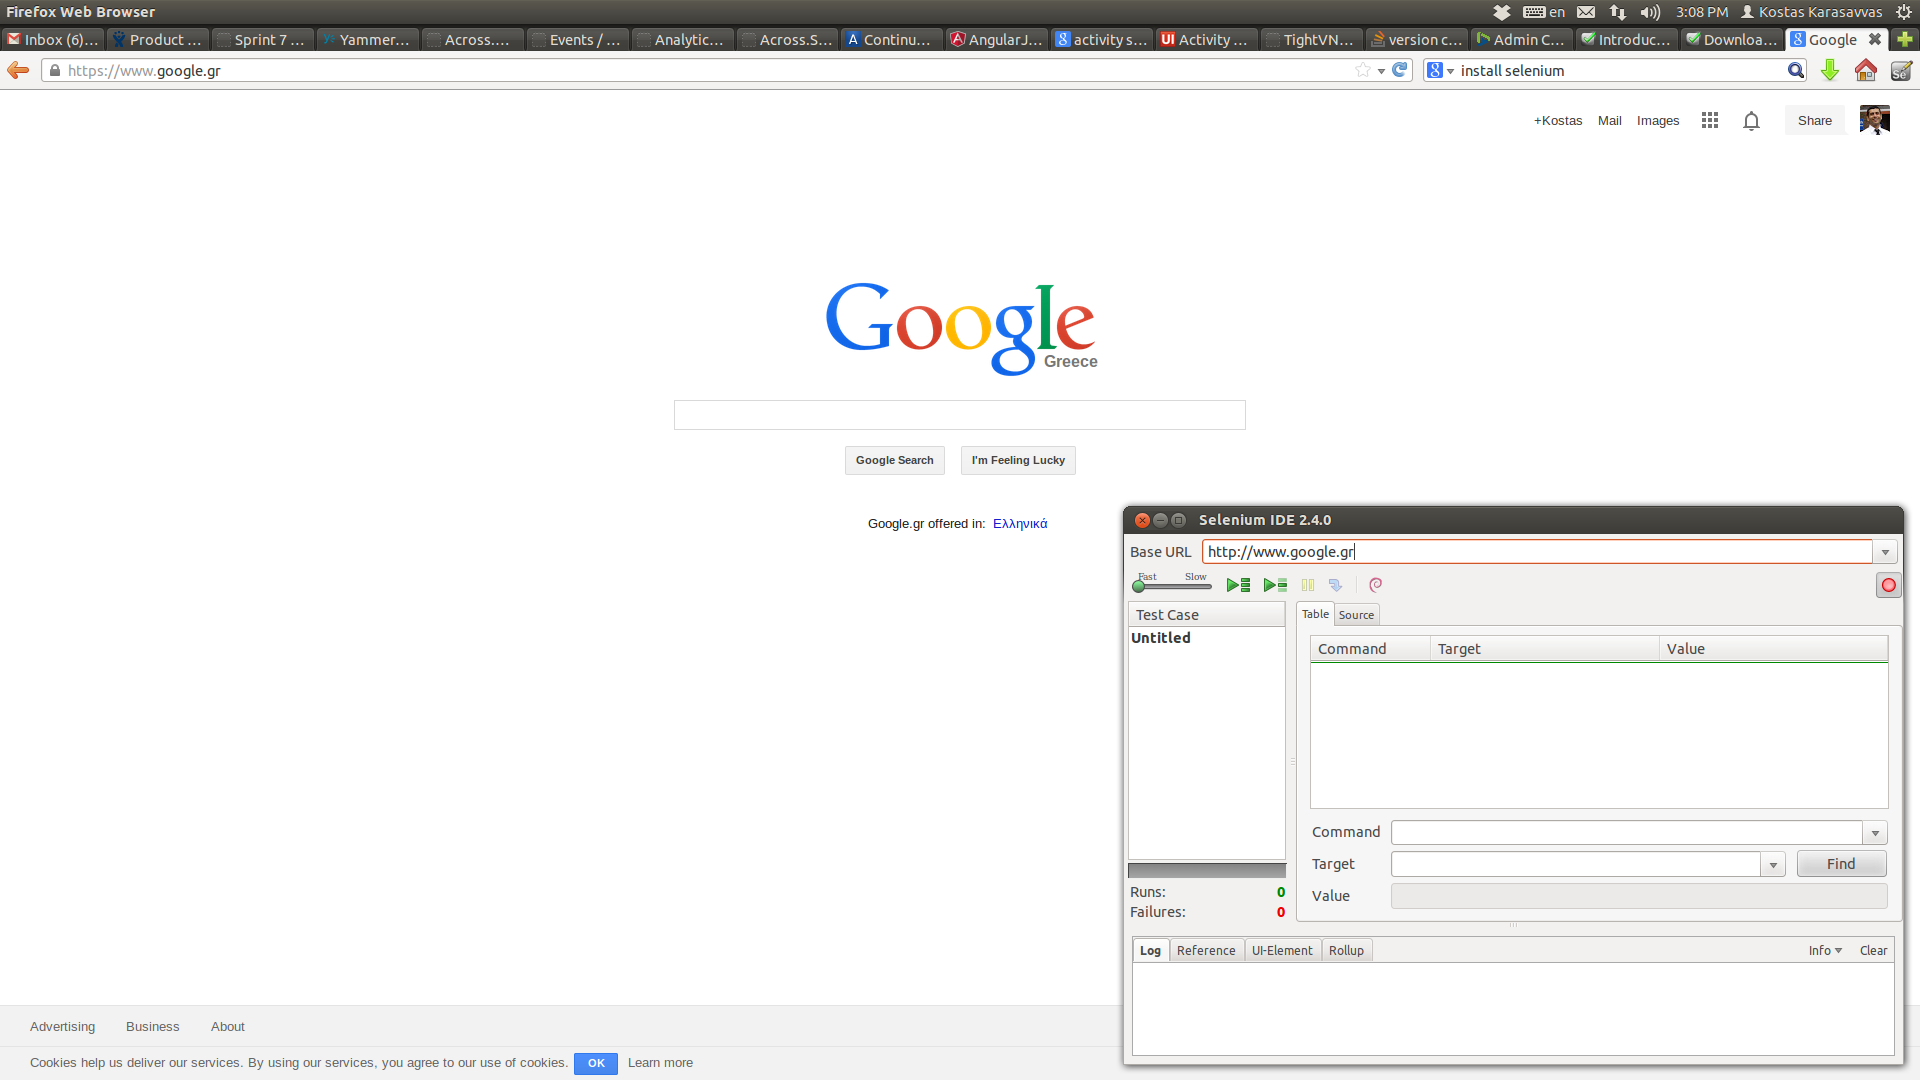 Firefox Web Browser
en
3:08 PM
Kostas Karasavvas
Inbox (6)...
Product ...
Sprint 7 ...
Yammer...
Across....
Events / ...
Analytic...
Across.S...
Continu...
AngularJ...
activity s...
Activity ...
TightVN...
version c...
Admin C...
Introduc...
Downloa...
Google
https://www.google.gr
install selenium
+Kostas
Mail
Images
Share
Google
Greece
Google Search
I'm Feeling Lucky
Google.gr offered in: Ελληνικά
Selenium IDE 2.4.0
Base URL
http://www.google.gr
Fast
Slow
Test Case
Untitled
Table
Source
Command
Target
Value
Command
Target
Find
Value
Runs: 0
Failures: 0
Log
Reference
UI-Element
Rollup
Info
Clear
Advertising
Business
About
Cookies help us deliver our services. By using our services, you agree to our use of cookies.
OK
Learn more